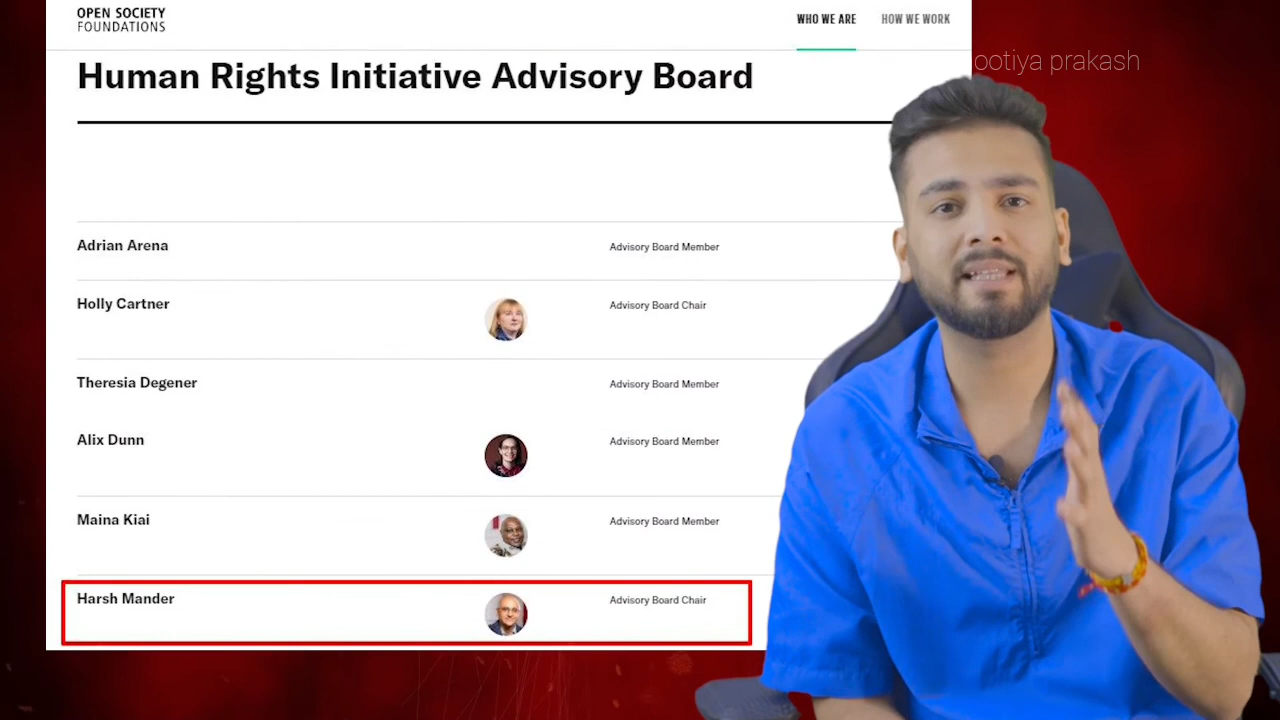 OPEN SOCIETY
FOUNDATIONS
WHO WE ARE
HOW WE WORK
ootiya prakash
Human Rights Initiative Advisory Board
Adrian Arena
Advisory Board Member
Holly Cartner
Advisory Board Chair
Theresia Degener
Advisory Board Member
Alix Dunn
Advisory Board Member
Maina Kiai
Advisory Board Member
Harsh Mander
Advisory Board Chair